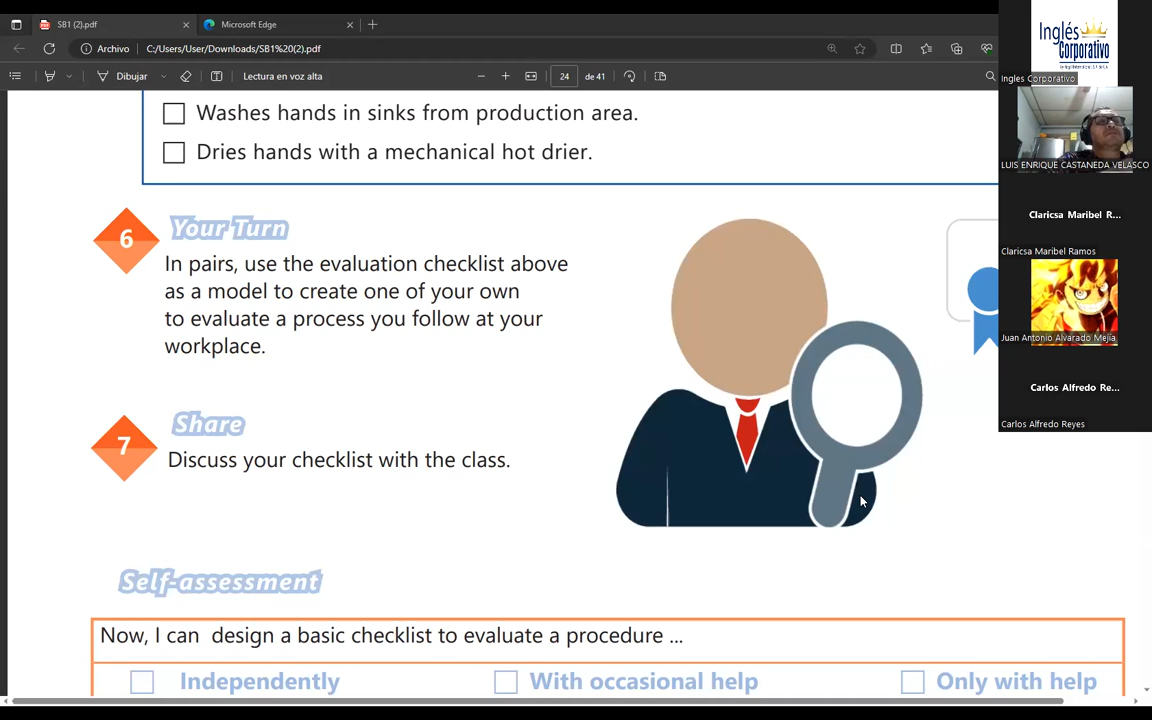 SB1 (2).pdf
Microsoft Edge
Archivo
C:/Users/User/Downloads/SB1%20(2).pdf
Dibujar
Lectura en voz alta
24
de 41
Washes hands in sinks from production area.
Dries hands with a mechanical hot drier.
6
Your Turn
In pairs, use the evaluation checklist above
as a model to create one of your own
to evaluate a process you follow at your
workplace.
7
Share
Discuss your checklist with the class.
Self-assessment
Now, I can design a basic checklist to evaluate a procedure ...
Independently
With occasional help
Only with help
Inglés
Corporativo
Ingles Corporativo
LUIS ENRIQUE CASTANEDA VELASCO
Claricsa Maribel R...
Claricsa Maribel Ramos
Juan Antonio Alvarado Mejía
Carlos Alfredo Re...
Carlos Alfredo Reyes